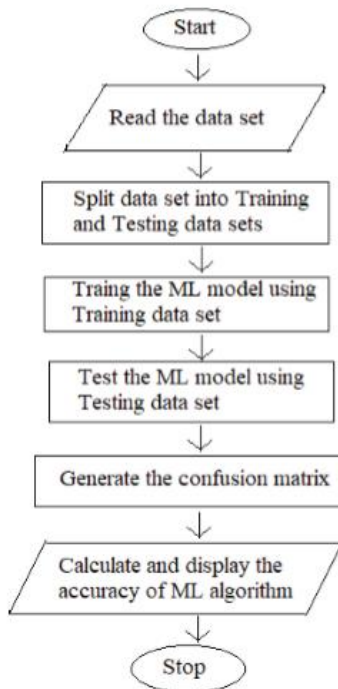 Start
Read the data set
Split data set into Training
and Testing data sets
Traing the ML model using
Training data set
Test the ML model using
Testing data set
Generate the confusion matrix
Calculate and display the
accuracy of ML algorithm
Stop